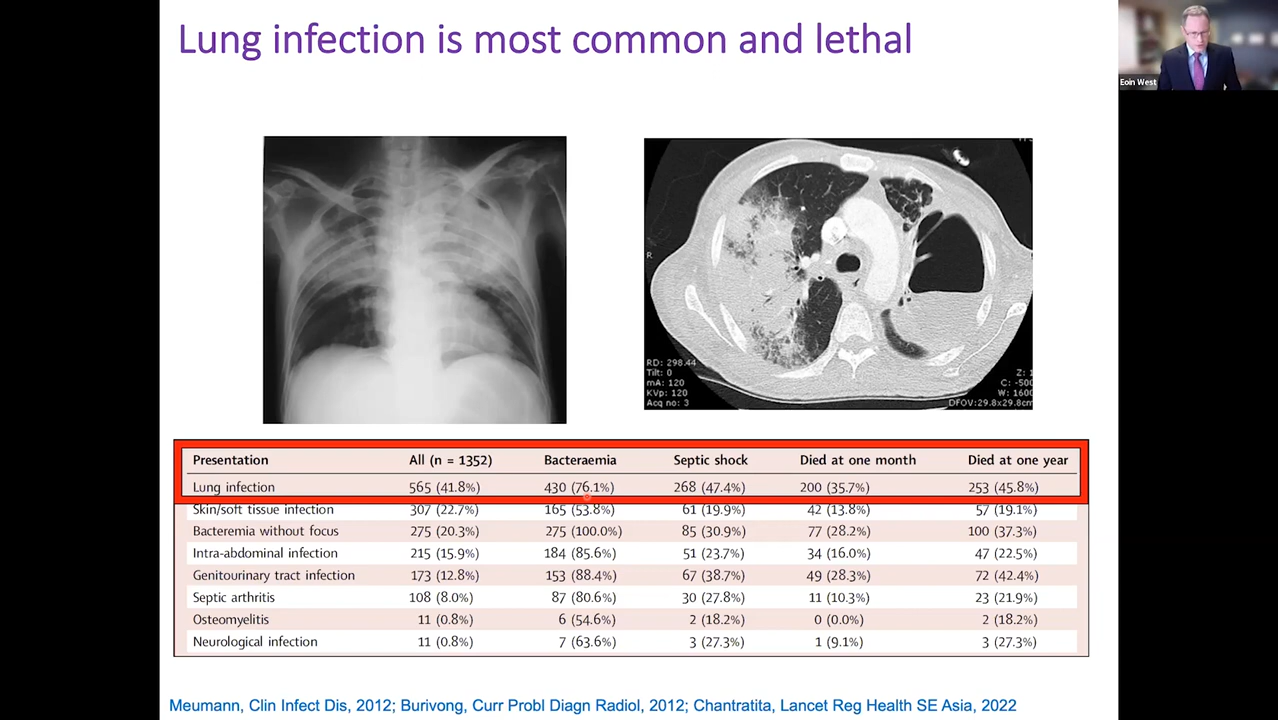 Lung infection is most common and lethal
Eoin West
R
RD: 298.44
Tilt: 0
mA: 120
KVp: 120
Acq no: 3
Z: 1
C: -500
W: 1600
DFOV:29.8x29.8cm
Presentation All (n = 1352) Bacteraemia Septic shock Died at one month Died at one year
Lung infection 565 (41.8%) 430 (76.1%) 268 (47.4%) 200 (35.7%) 253 (45.8%)
Skin/soft tissue infection 307 (22.7%) 165 (53.8%) 61 (19.9%) 42 (13.8%) 57 (19.1%)
Bacteremia without focus 275 (20.3%) 275 (100.0%) 85 (30.9%) 77 (28.2%) 100 (37.3%)
Intra-abdominal infection 215 (15.9%) 184 (85.6%) 51 (23.7%) 34 (16.0%) 47 (22.5%)
Genitourinary tract infection 173 (12.8%) 153 (88.4%) 67 (38.7%) 49 (28.3%) 72 (42.4%)
Septic arthritis 108 (8.0%) 87 (80.6%) 30 (27.8%) 11 (10.3%) 23 (21.9%)
Osteomyelitis 11 (0.8%) 6 (54.6%) 2 (18.2%) 0 (0.0%) 2 (18.2%)
Neurological infection 11 (0.8%) 7 (63.6%) 3 (27.3%) 1 (9.1%) 3 (27.3%)
Meumann, Clin Infect Dis, 2012; Burivong, Curr Probl Diagn Radiol, 2012; Chantratita, Lancet Reg Health SE Asia, 2022